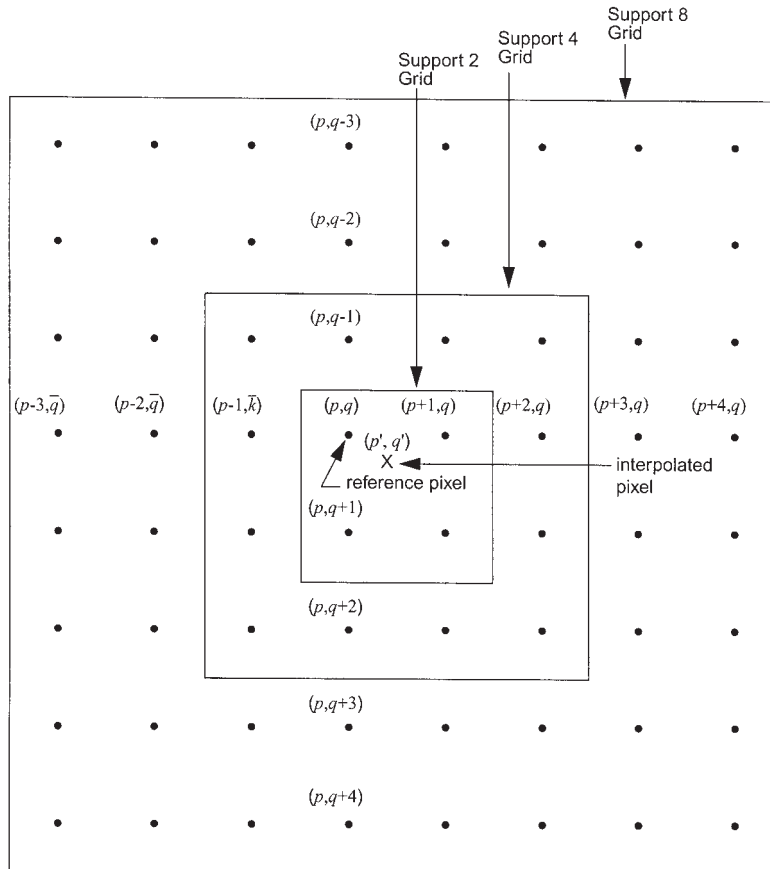 Support 8
Grid
Support 4
Grid
Support 2
Grid
(p,q-3)
(p,q-2)
(p,q-1)
(p-3,q̅)
(p-2,q̅)
(p-1,k̅)
(p,q)
(p+1,q)
(p+2,q)
(p+3,q)
(p+4,q)
(p', q')
X
interpolated
pixel
reference pixel
(p,q+1)
(p,q+2)
(p,q+3)
(p,q+4)